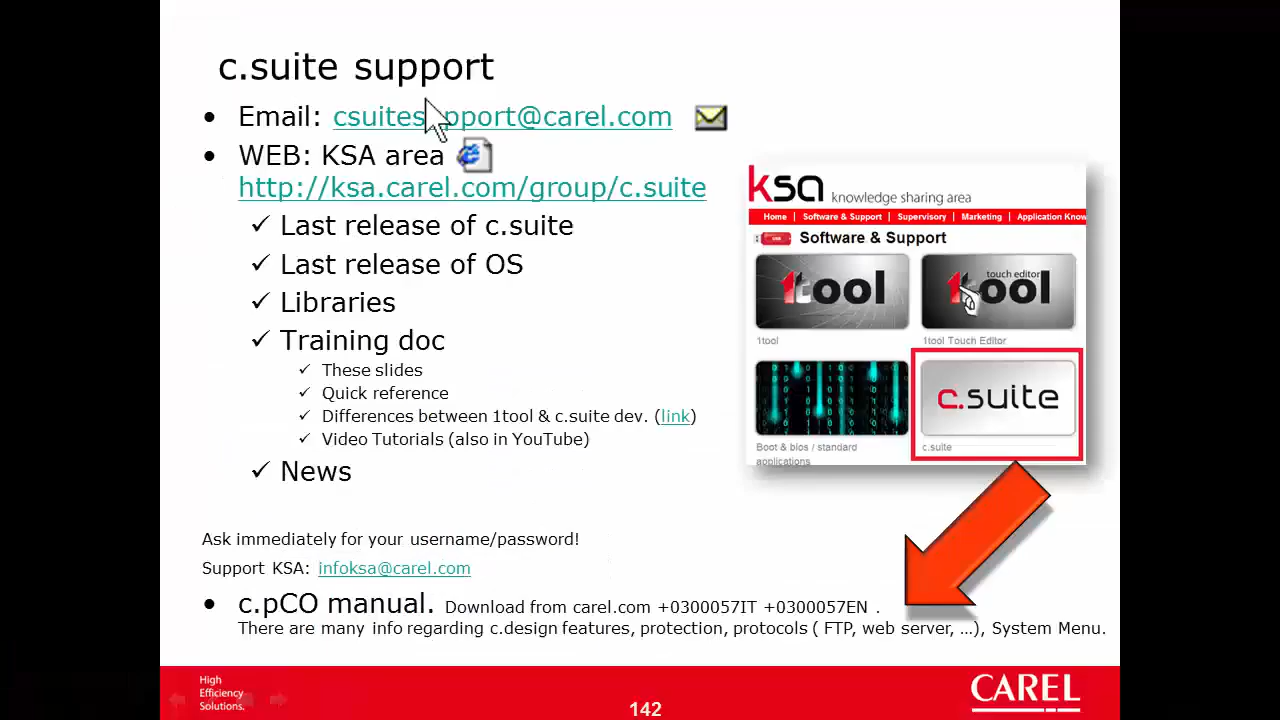 c.suite support
• Email: csuitesupport@carel.com
• WEB: KSA area
http://ksa.carel.com/group/c.suite
✓ Last release of c.suite
✓ Last release of OS
✓ Libraries
✓ Training doc
✓ These slides
✓ Quick reference
✓ Differences between 1tool & c.suite dev. (link)
✓ Video Tutorials (also in YouTube)
✓ News
ksa knowledge sharing area
Home | Software & Support | Supervisory | Marketing | Application Know
Software & Support
1tool
touch editor
1tool
1tool
1tool Touch Editor
c.suite
Boot & bios / standard
applications
c.suite
Ask immediately for your username/password!
Support KSA: infoksa@carel.com
• c.pCO manual. Download from carel.com +0300057IT +0300057EN .
There are many info regarding c.design features, protection, protocols ( FTP, web server, …), System Menu.
High
Efficiency
Solutions.
142
CAREL